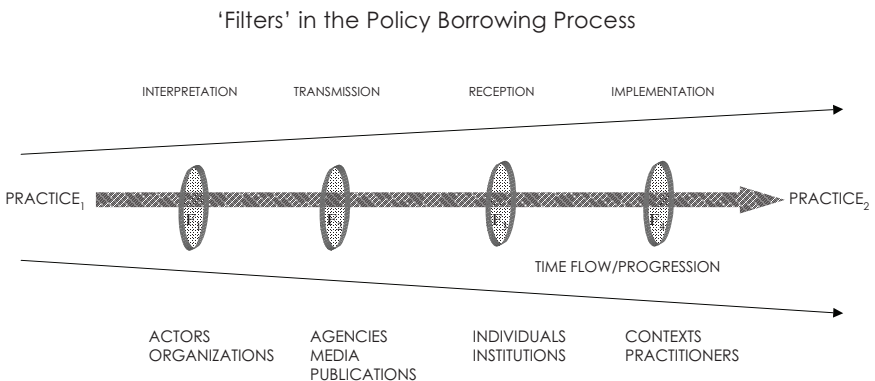 ‘Filters’ in the Policy Borrowing Process
INTERPRETATION TRANSMISSION RECEPTION IMPLEMENTATION
PRACTICE₁ PRACTICE₂
TIME FLOW/PROGRESSION
ACTORS AGENCIES INDIVIDUALS CONTEXTS
ORGANIZATIONS MEDIA INSTITUTIONS PRACTITIONERS
PUBLICATIONS